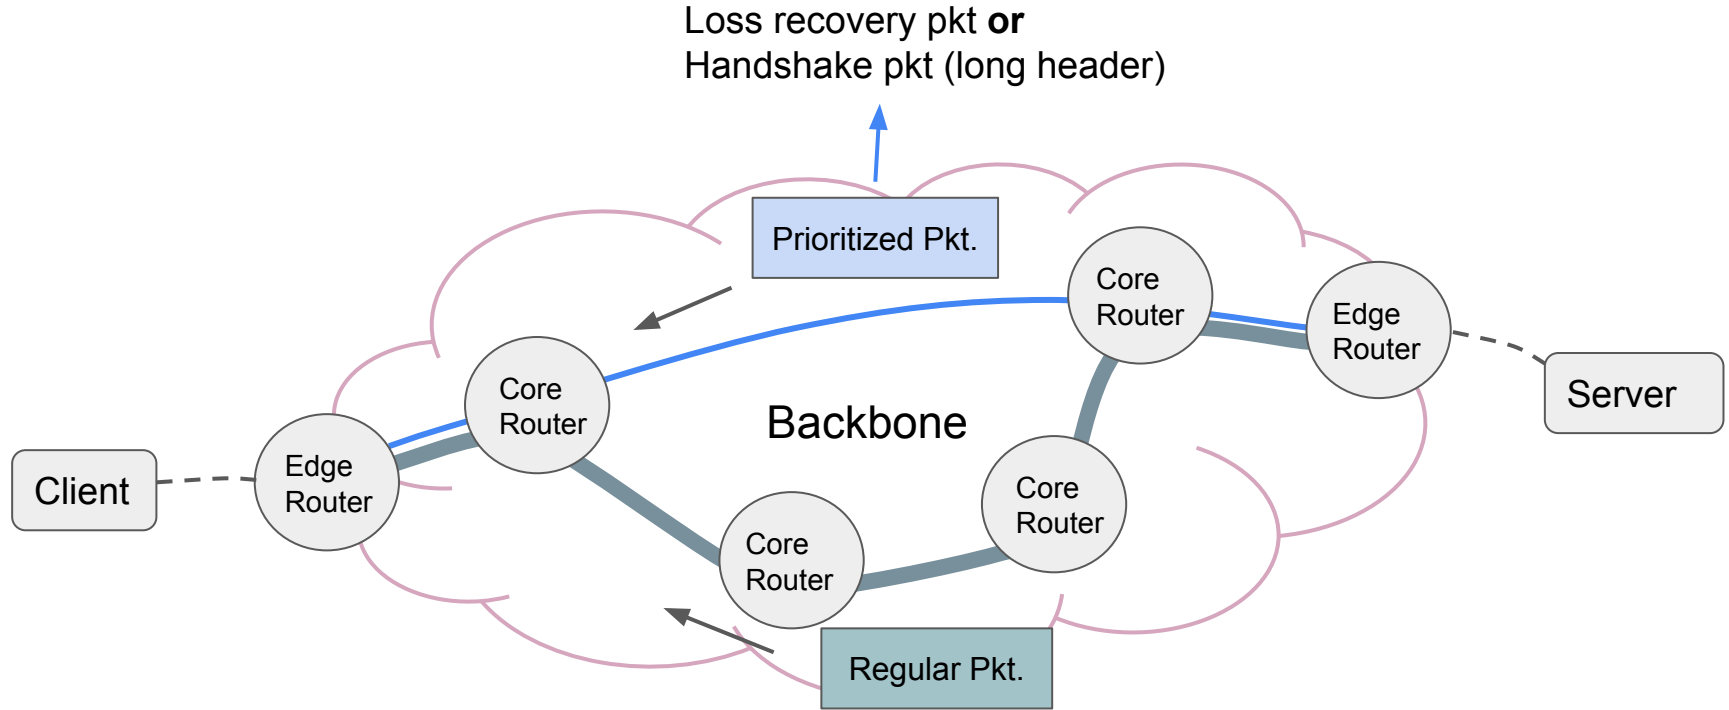 Loss recovery pkt or
Handshake pkt (long header)
Prioritized Pkt.
Core
Router
Edge
Router
Server
Core
Router
Backbone
Edge
Router
Client
Core
Router
Core
Router
Regular Pkt.